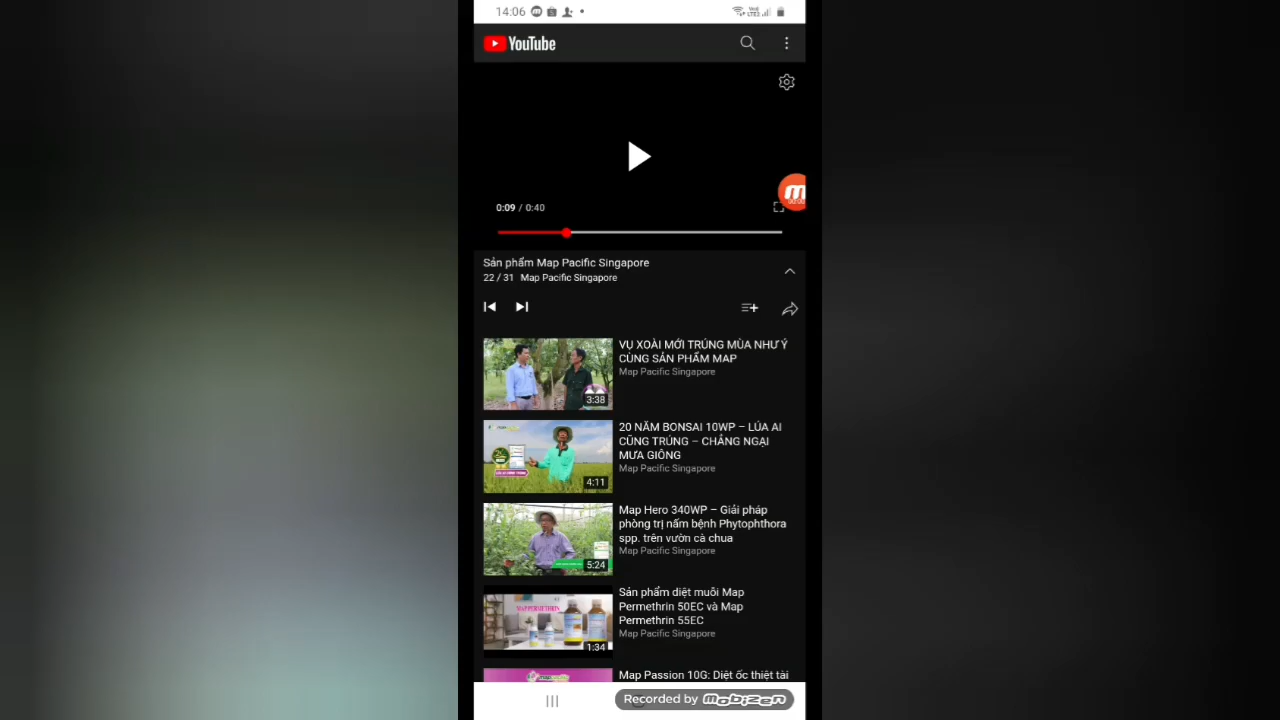 14:06
YouTube
0:09 / 0:40
Sản phẩm Map Pacific Singapore
22 / 31 Map Pacific Singapore
VỤ XOÀI MỚI TRÚNG MÙA NHƯ Ý
CÙNG SẢN PHẨM MAP
Map Pacific Singapore
3:38
20 NĂM BONSAI 10WP – LÚA AI
CŨNG TRÚNG – CHẲNG NGẠI
MƯA GIÔNG
Map Pacific Singapore
4:11
Map Hero 340WP – Giải pháp
phòng trị nấm bệnh Phytophthora
spp. trên vườn cà chua
Map Pacific Singapore
5:24
Sản phẩm diệt muỗi Map
Permethrin 50EC và Map
Permethrin 55EC
Map Pacific Singapore
MAP PERMETHRIN
1:34
Map Passion 10G: Diệt ốc thiệt tài
Recorded by mobizen